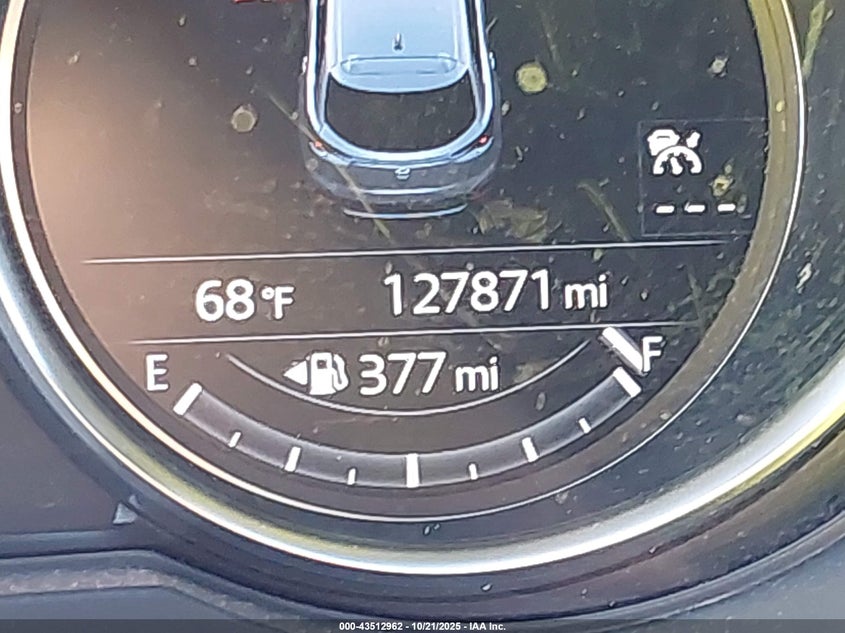 68°F 127871 mi
E 377 mi F
000-43512962 - 10/21/2025 - IAA Inc.